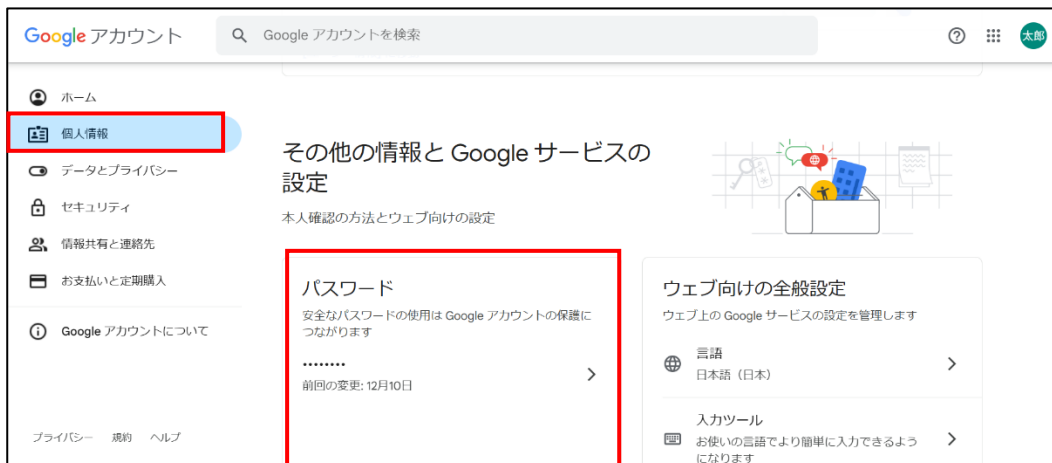 Google アカウント
Google アカウントを検索
太郎
ホーム
個人情報
データとプライバシー
セキュリティ
情報共有と連絡先
お支払いと定期購入
Google アカウントについて
プライバシー 規約 ヘルプ
その他の情報と Google サービスの
設定
本人確認の方法とウェブ向けの設定
パスワード
安全なパスワードの使用は Google アカウントの保護に
つながります
••••••••
前回の変更: 12月10日
ウェブ向けの全般設定
ウェブ上の Google サービスの設定を管理します
言語
日本語（日本）
入力ツール
お使いの言語でより簡単に入力できるよう
になります